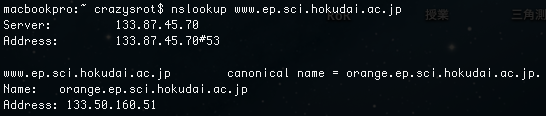 macbookpro:~ crazysrot$ nslookup www.ep.sci.hokudai.ac.jp
Server: 133.87.45.70
Address: 133.87.45.70#53
www.ep.sci.hokudai.ac.jp canonical name = orange.ep.sci.hokudai.ac.jp.
Name: orange.ep.sci.hokudai.ac.jp
Address: 133.50.160.51
RoR 授業 三角測